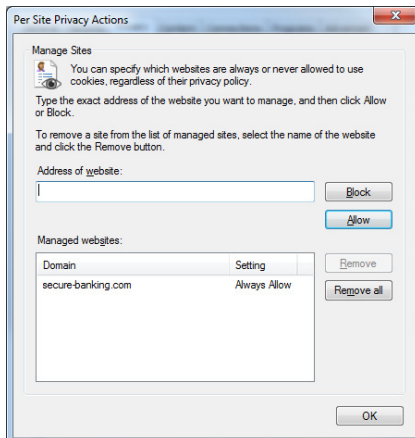 Per Site Privacy Actions
Manage Sites
You can specify which websites are always or never allowed to use
cookies, regardless of their privacy policy.
Type the exact address of the website you want to manage, and then click Allow
or Block.
To remove a site from the list of managed sites, select the name of the website
and click the Remove button.
Address of website:
Block
Allow
Managed websites:
Remove
Domain Setting
secure-banking.com Always Allow
Remove all
OK